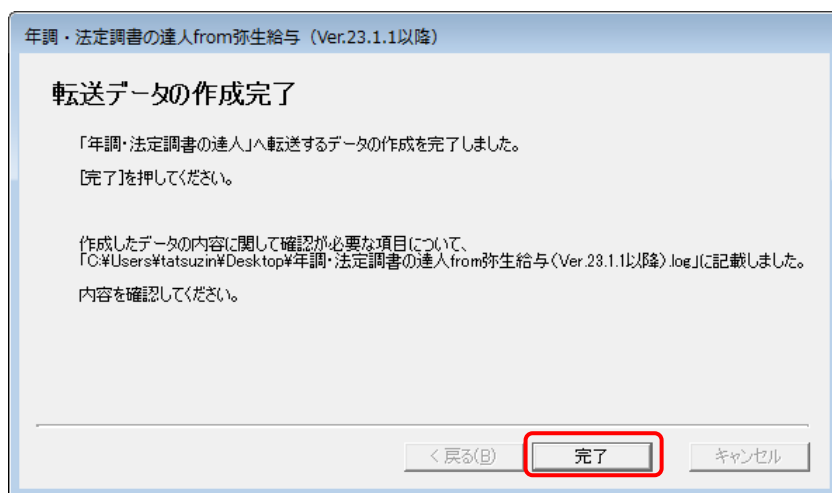 年調・法定調書の達人from弥生給与（Ver.23.1.1以降）
転送データの作成完了
「年調・法定調書の達人」へ転送するデータの作成を完了しました。
[完了]を押してください。
作成したデータの内容に関して確認が必要な項目について、
「C:¥Users¥tatsuzin¥Desktop¥年調・法定調書の達人from弥生給与（Ver.23.1.1以降）.log」に記載しました。
内容を確認してください。
< 戻る(B) 完了 キャンセル